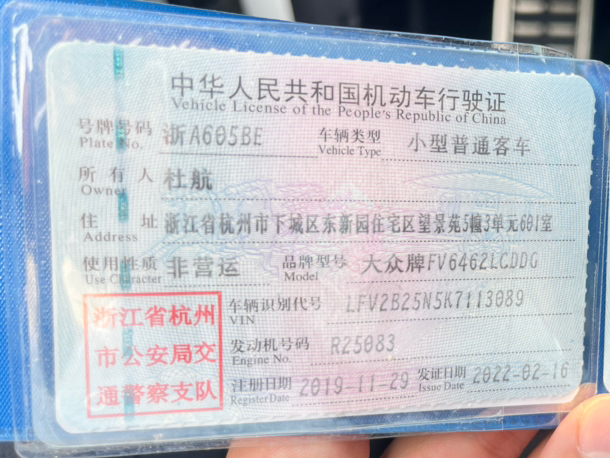 中华人民共和国机动车行驶证
Vehicle License of the People's Republic of China
号牌号码 浙A605BE 车辆类型 小型普通客车
Plate No. Vehicle Type
所有人 杜航
Owner
住址 浙江省杭州市下城区东新园住宅区望景苑5幢3单元601室
Address
使用性质 非营运 品牌型号 大众牌FV6462LCDDG
Use Character Model
浙江省杭州 车辆识别代号 LFV2B25N5K7113089
VIN
市公安局交 发动机号码 R25083
Engine No.
通警察支队 注册日期 2019-11-29 发证日期 2022-02-16
Register Date Issue Date